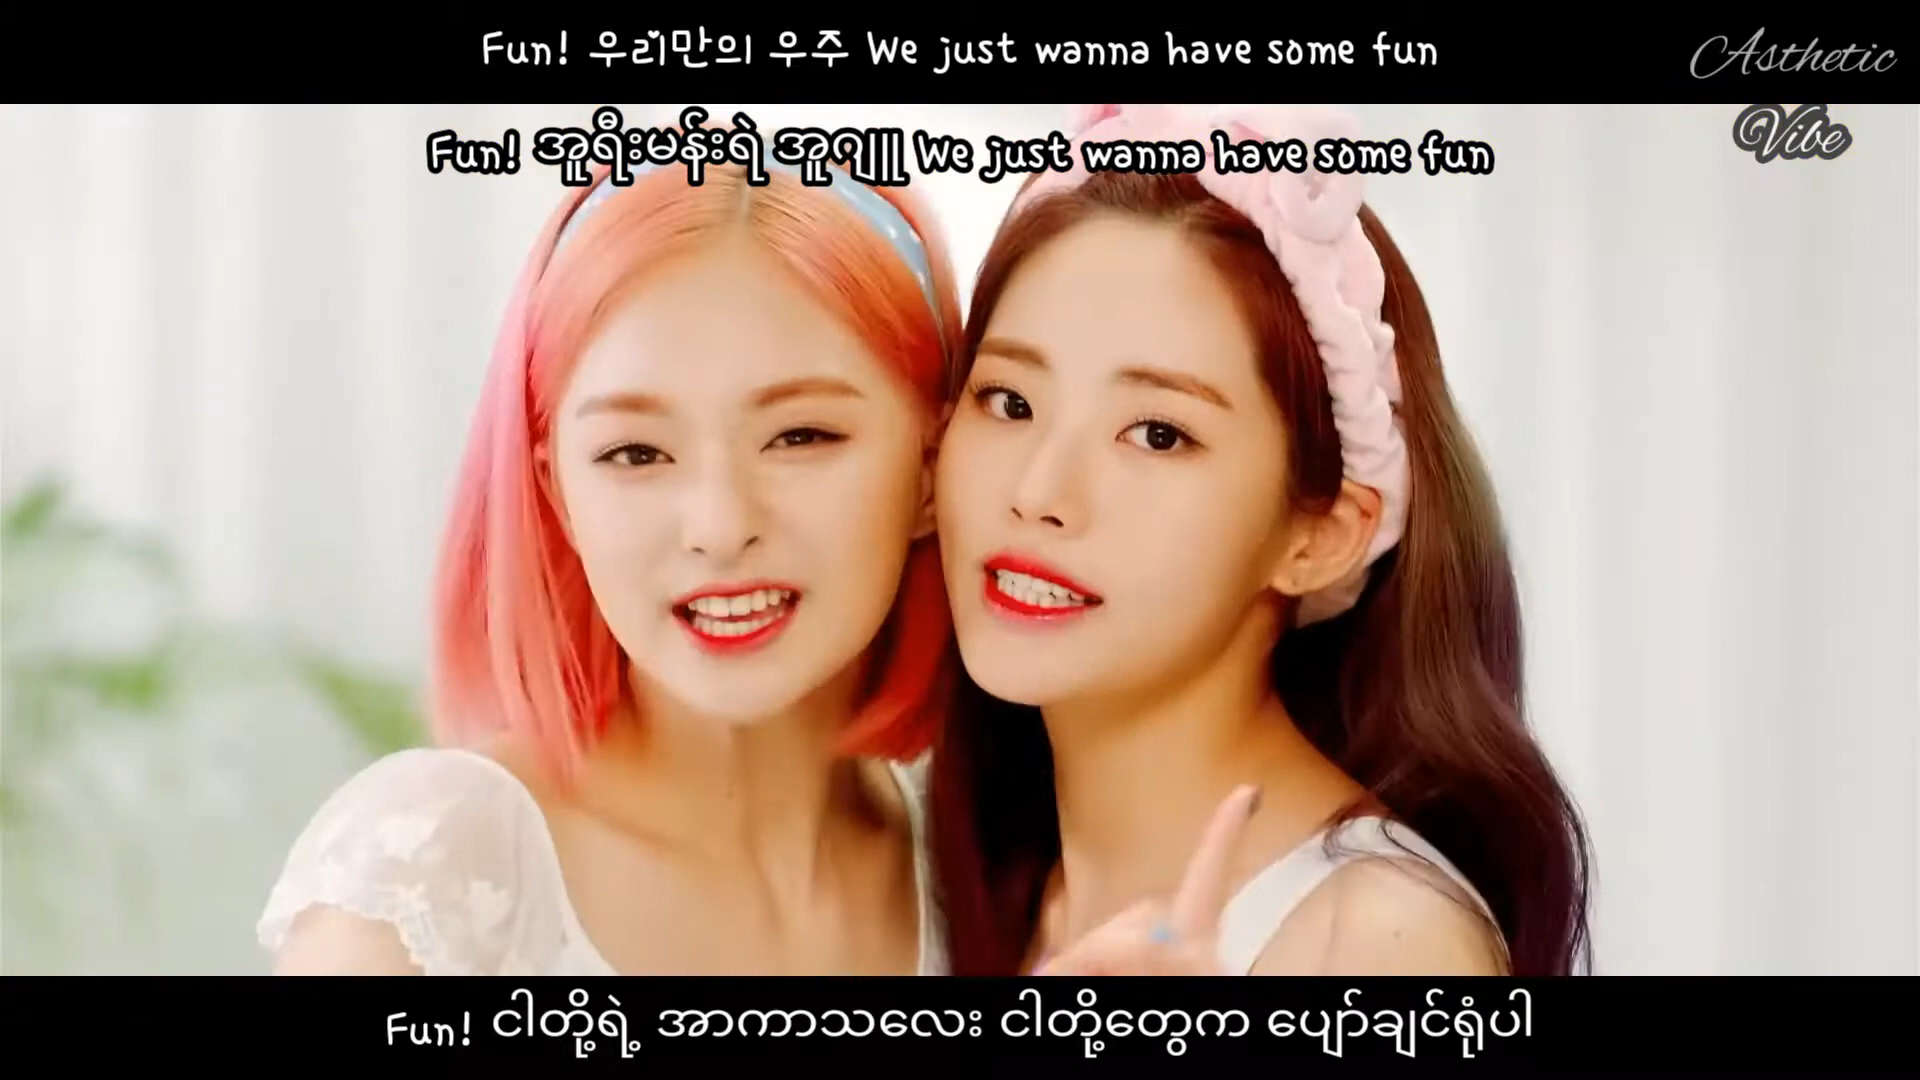 Fun! 우리만의 우주 We just wanna have some fun
Asthetic
Vibe
Fun! အူရီးမန်းရဲ အူဂျူ We just wanna have some fun
Fun! ငါတို့ရဲ့ အာကာသလေး ငါတို့တွေက ပျော်ချင်ရုံပါ